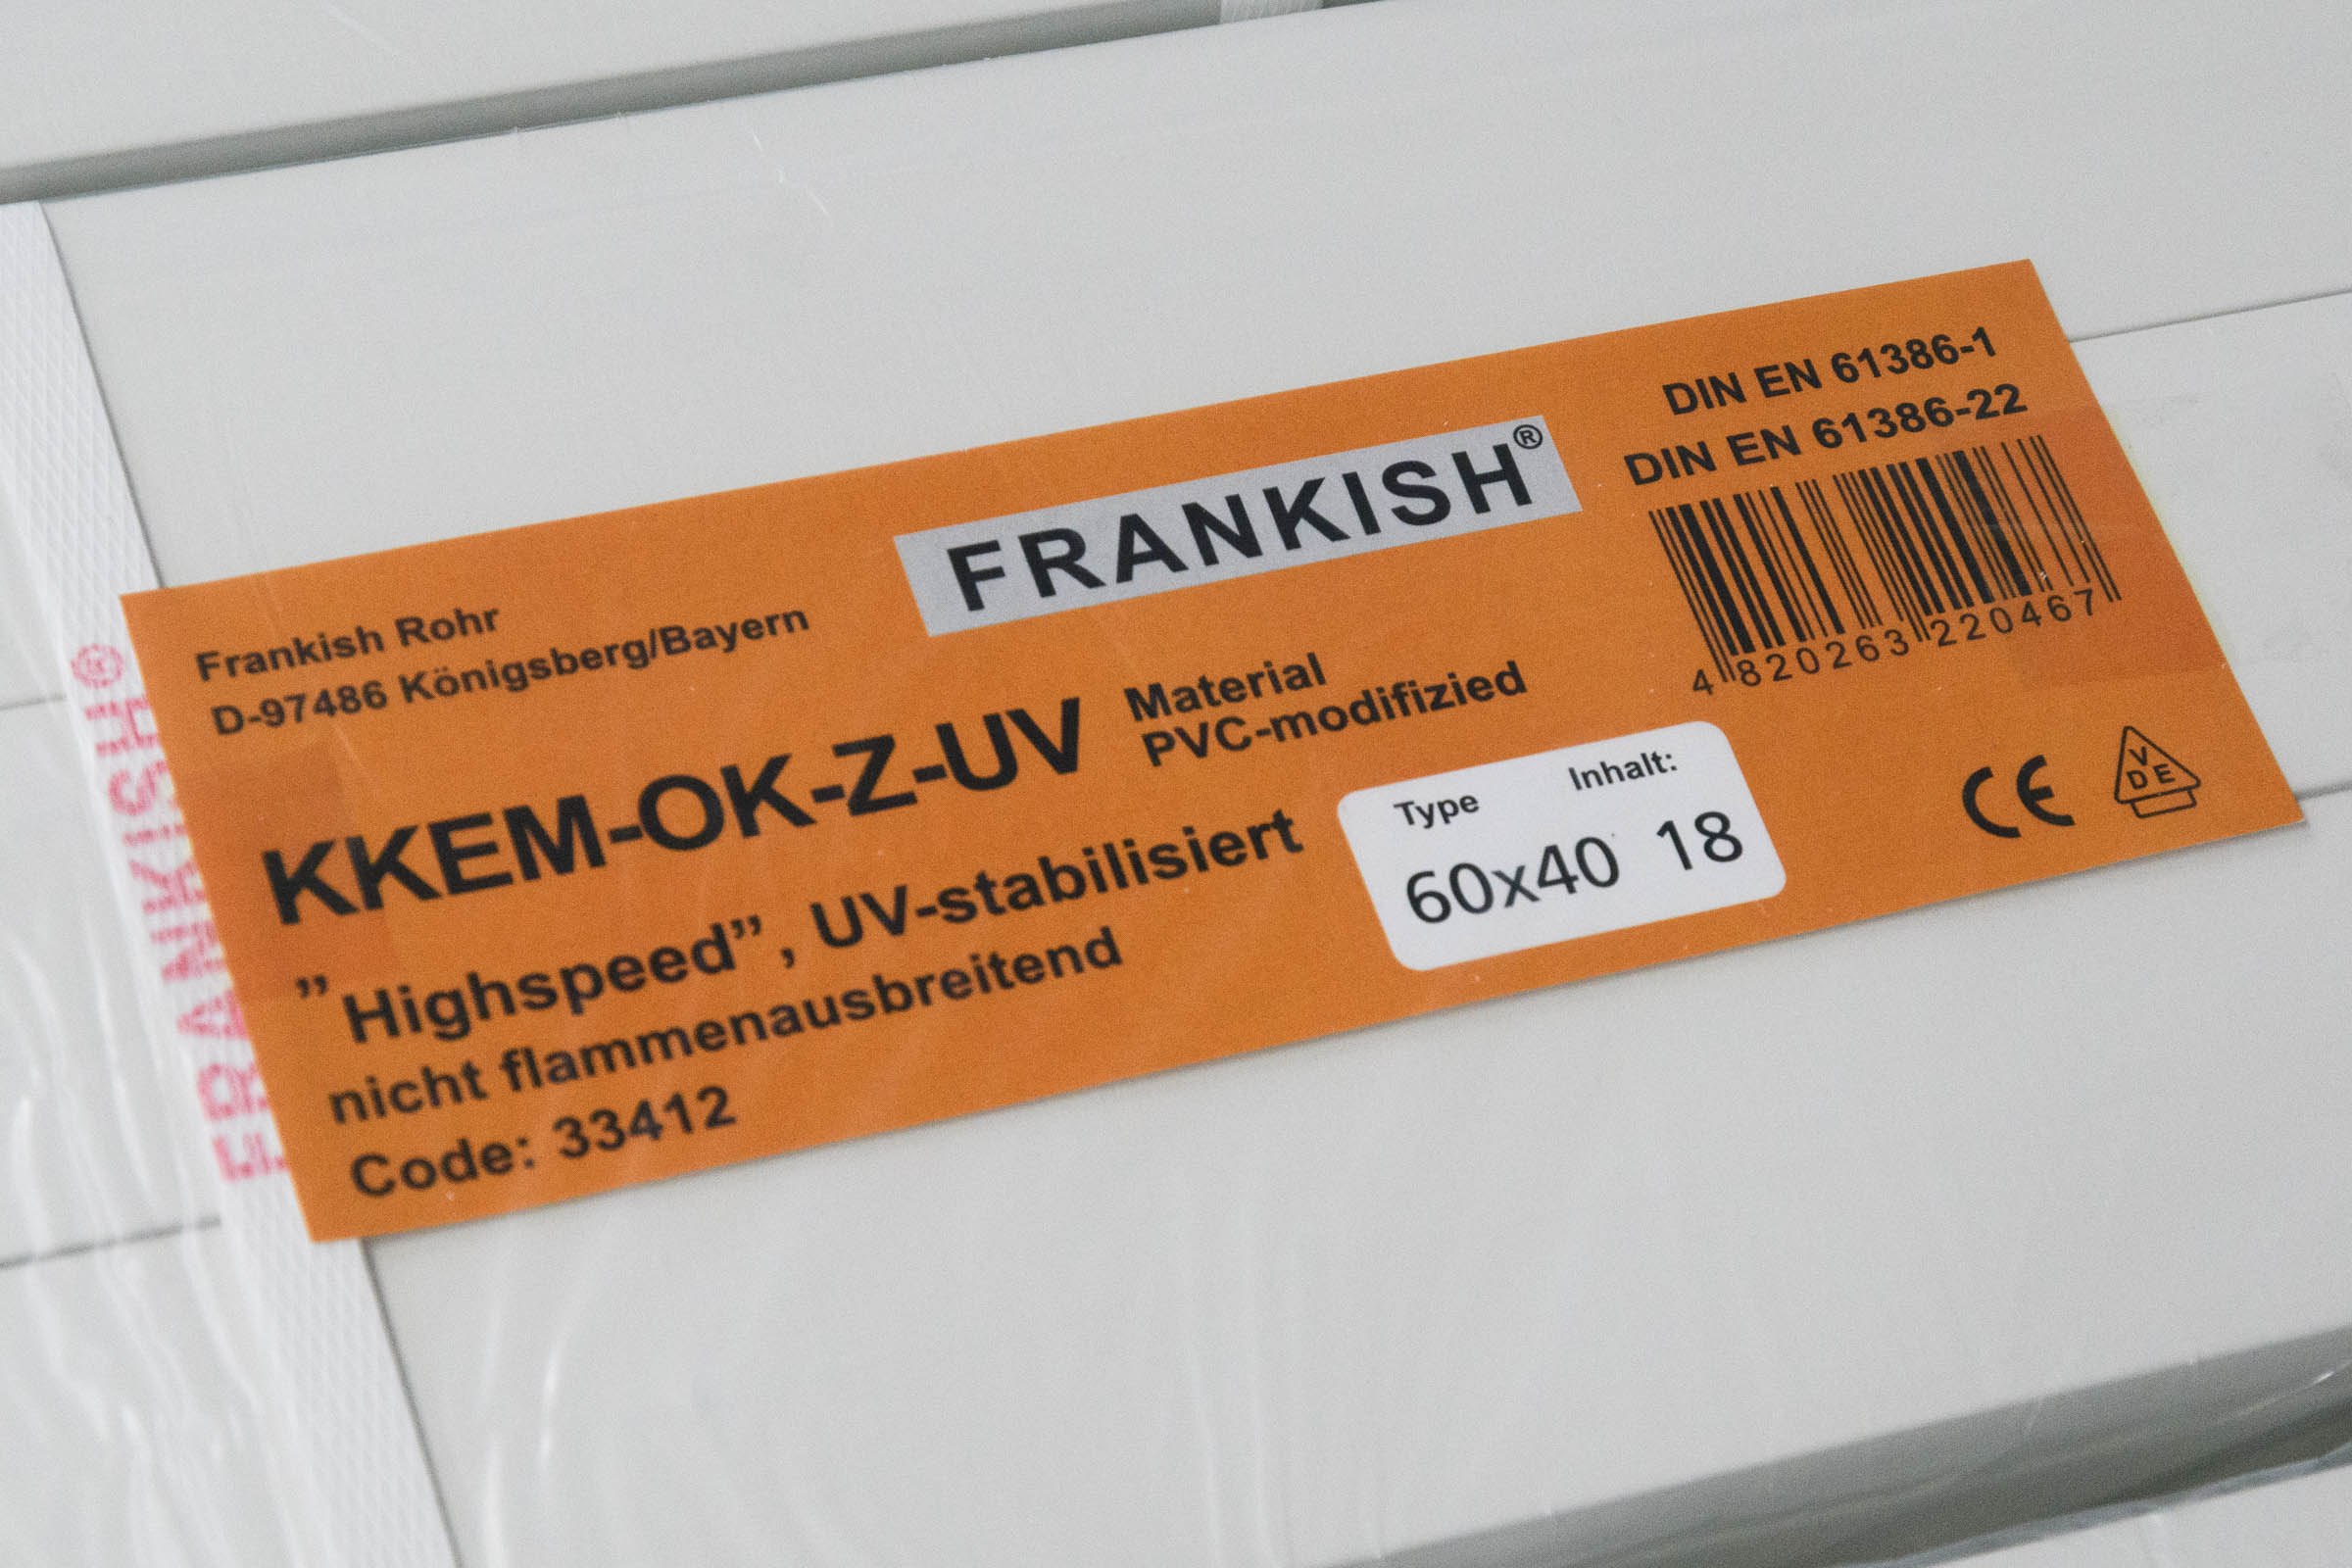 FRANKISH®
DIN EN 61386-1
DIN EN 61386-22
4 820263 220467
Frankish Rohr
D-97486 Königsberg/Bayern
KKEM-OK-Z-UV
Material
PVC-modifizied
”Highspeed”, UV-stabilisiert
nicht flammenausbreitend
Code: 33412
Type Inhalt:
60x40 18
CE
VDE
FRANKISH®